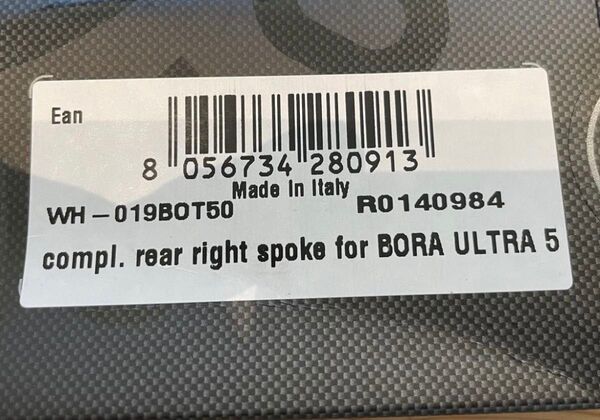 Ean
8 056734 280913
Made in Italy
WH-019BOT50 R0140984
compl. rear right spoke for BORA ULTRA 5